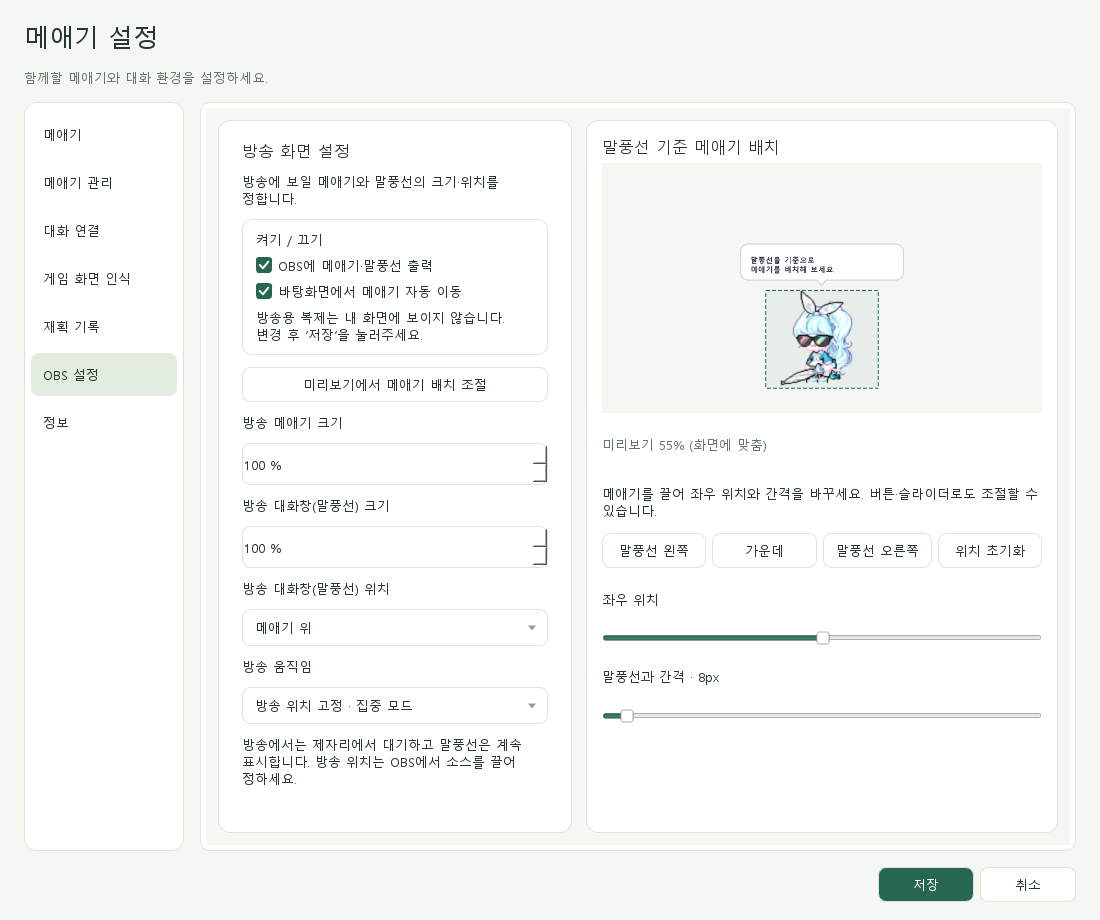 메애기 설정
함께할 메애기와 대화 환경을 설정하세요.
메애기
메애기 관리
대화 연결
게임 화면 인식
재획 기록
OBS 설정
정보
방송 화면 설정
방송에 보일 메애기와 말풍선의 크기·위치를
정합니다.
켜기 / 끄기
OBS에 메애기·말풍선 출력
바탕화면에서 메애기 자동 이동
방송용 복제는 내 화면에 보이지 않습니다.
변경 후 ‘저장’을 눌러주세요.
미리보기에서 메애기 배치 조절
방송 메애기 크기
100 %
방송 대화창(말풍선) 크기
100 %
방송 대화창(말풍선) 위치
메애기 위
방송 움직임
방송 위치 고정 · 집중 모드
방송에서는 제자리에서 대기하고 말풍선은 계속
표시합니다. 방송 위치는 OBS에서 소스를 끌어
정하세요.
말풍선 기준 메애기 배치
말풍선을 기준으로
메애기를 배치해 보세요.
미리보기 55% (화면에 맞춤)
메애기를 끌어 좌우 위치와 간격을 바꾸세요. 버튼·슬라이더로도 조절할 수
있습니다.
말풍선 왼쪽
가운데
말풍선 오른쪽
위치 초기화
좌우 위치
말풍선과 간격 · 8px
저장
취소